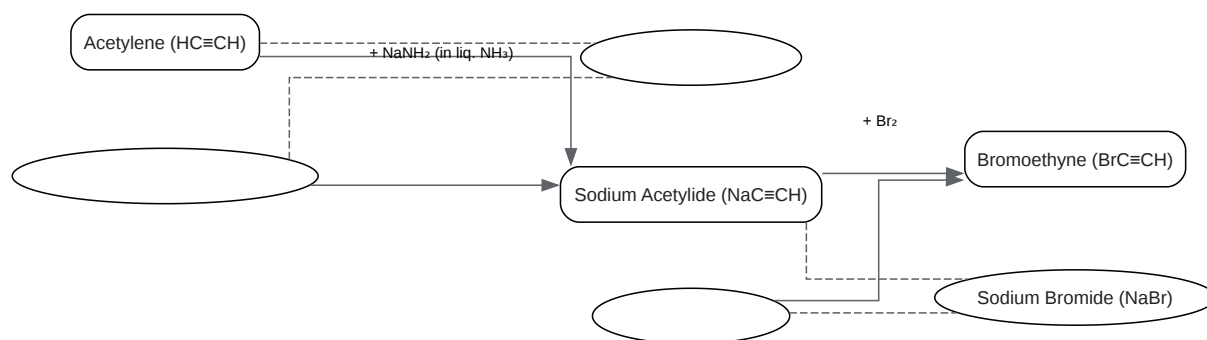 Acetylene (HC≡CH)
+ NaNH₂ (in liq. NH₃)
+ Br₂
Bromoethyne (BrC≡CH)
Sodium Acetylide (NaC≡CH)
Sodium Bromide (NaBr)